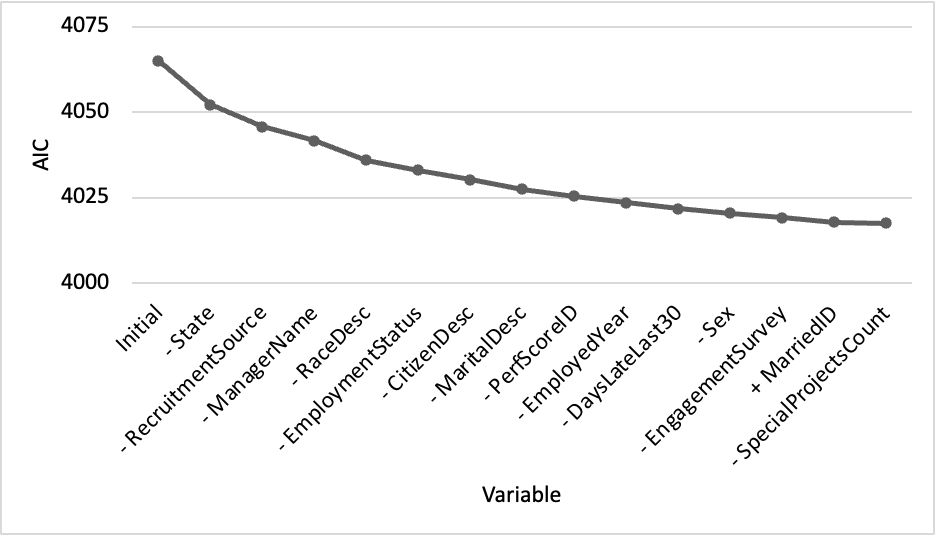 4075
4050
4025
4000
AIC
Initial
- State
- RecruitmentSource
- ManagerName
- RaceDesc
- EmploymentStatus
- CitizenDesc
- MaritalDesc
- PerfScoreID
- EmployedYear
- DaysLateLast30
- Sex
- EngagementSurvey
+ MarriedID
- SpecialProjectsCount
Variable